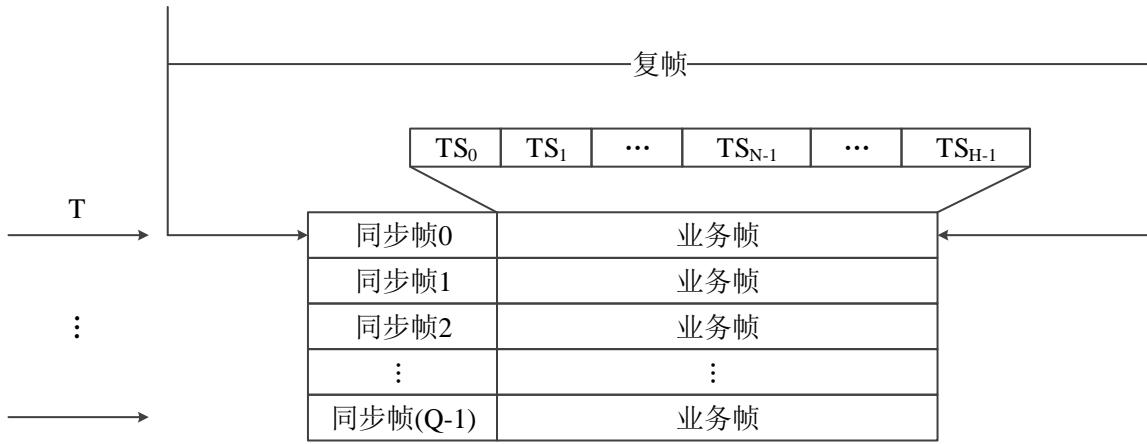 复帧
TS0 TS1 ··· TSN-1 ··· TSH-1
T
同步帧0 业务帧
同步帧1 业务帧
⋮
同步帧2 业务帧
⋮ ⋮
同步帧(Q-1) 业务帧